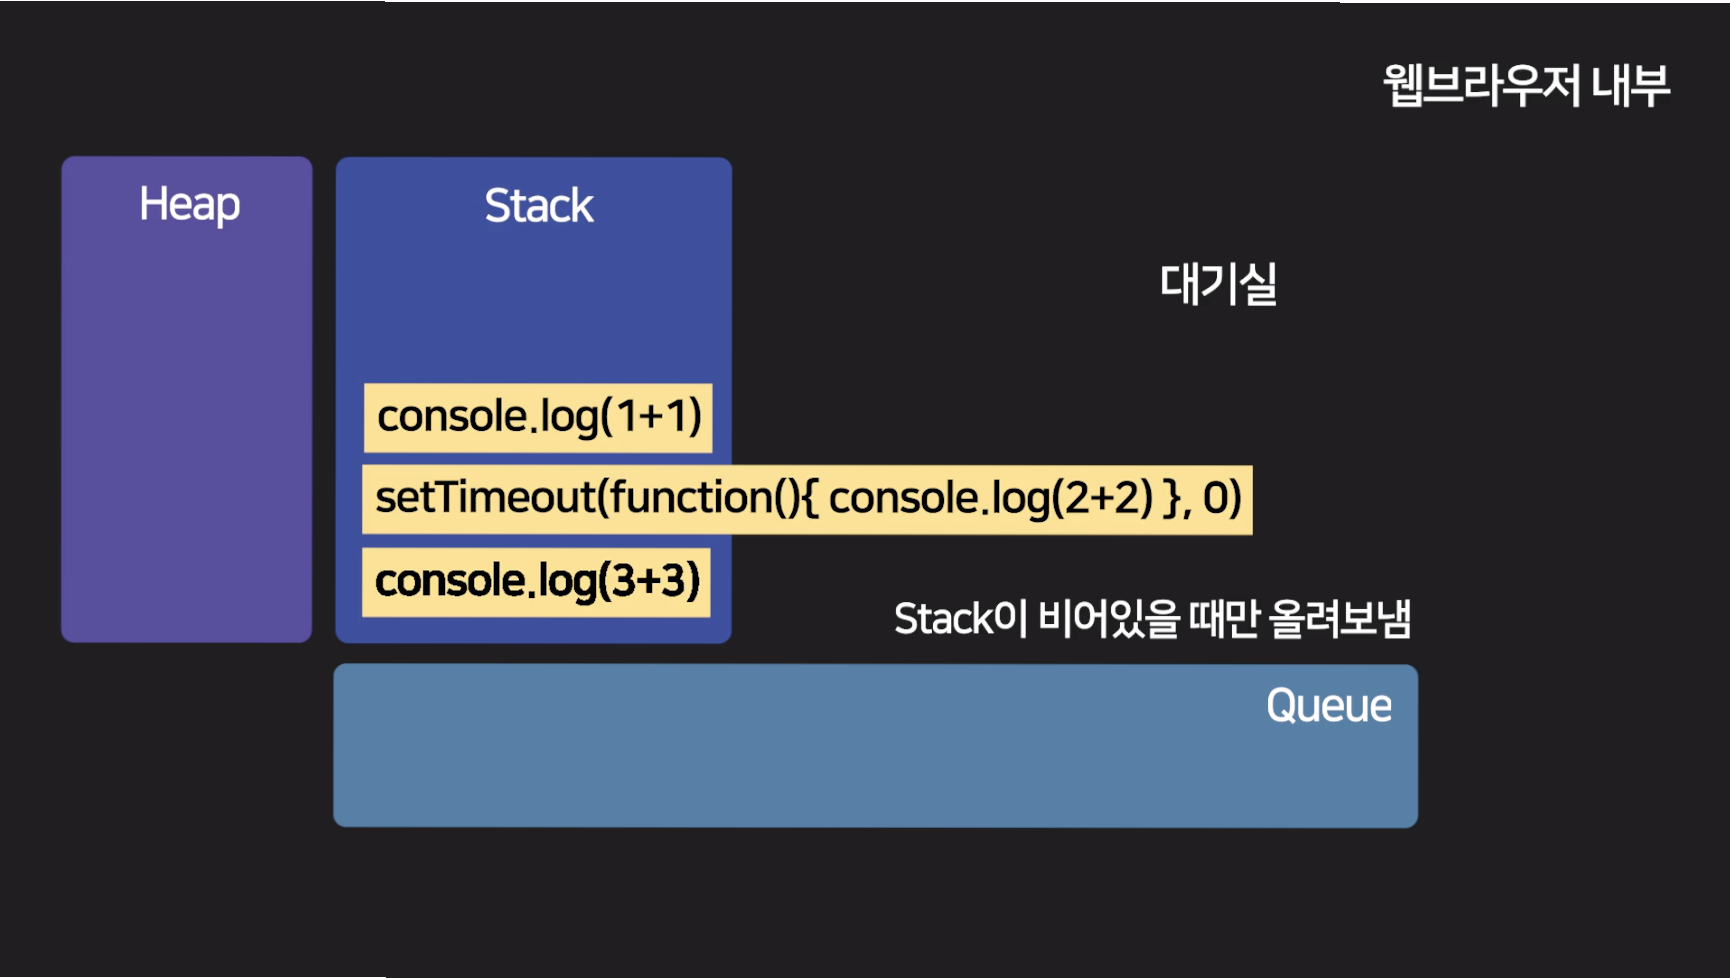 웹브라우저 내부
Heap
Stack
대기실
console.log(1+1)
setTimeout(function(){ console.log(2+2) }, 0)
console.log(3+3)
Stack이 비어있을 때만 올려보냄
Queue